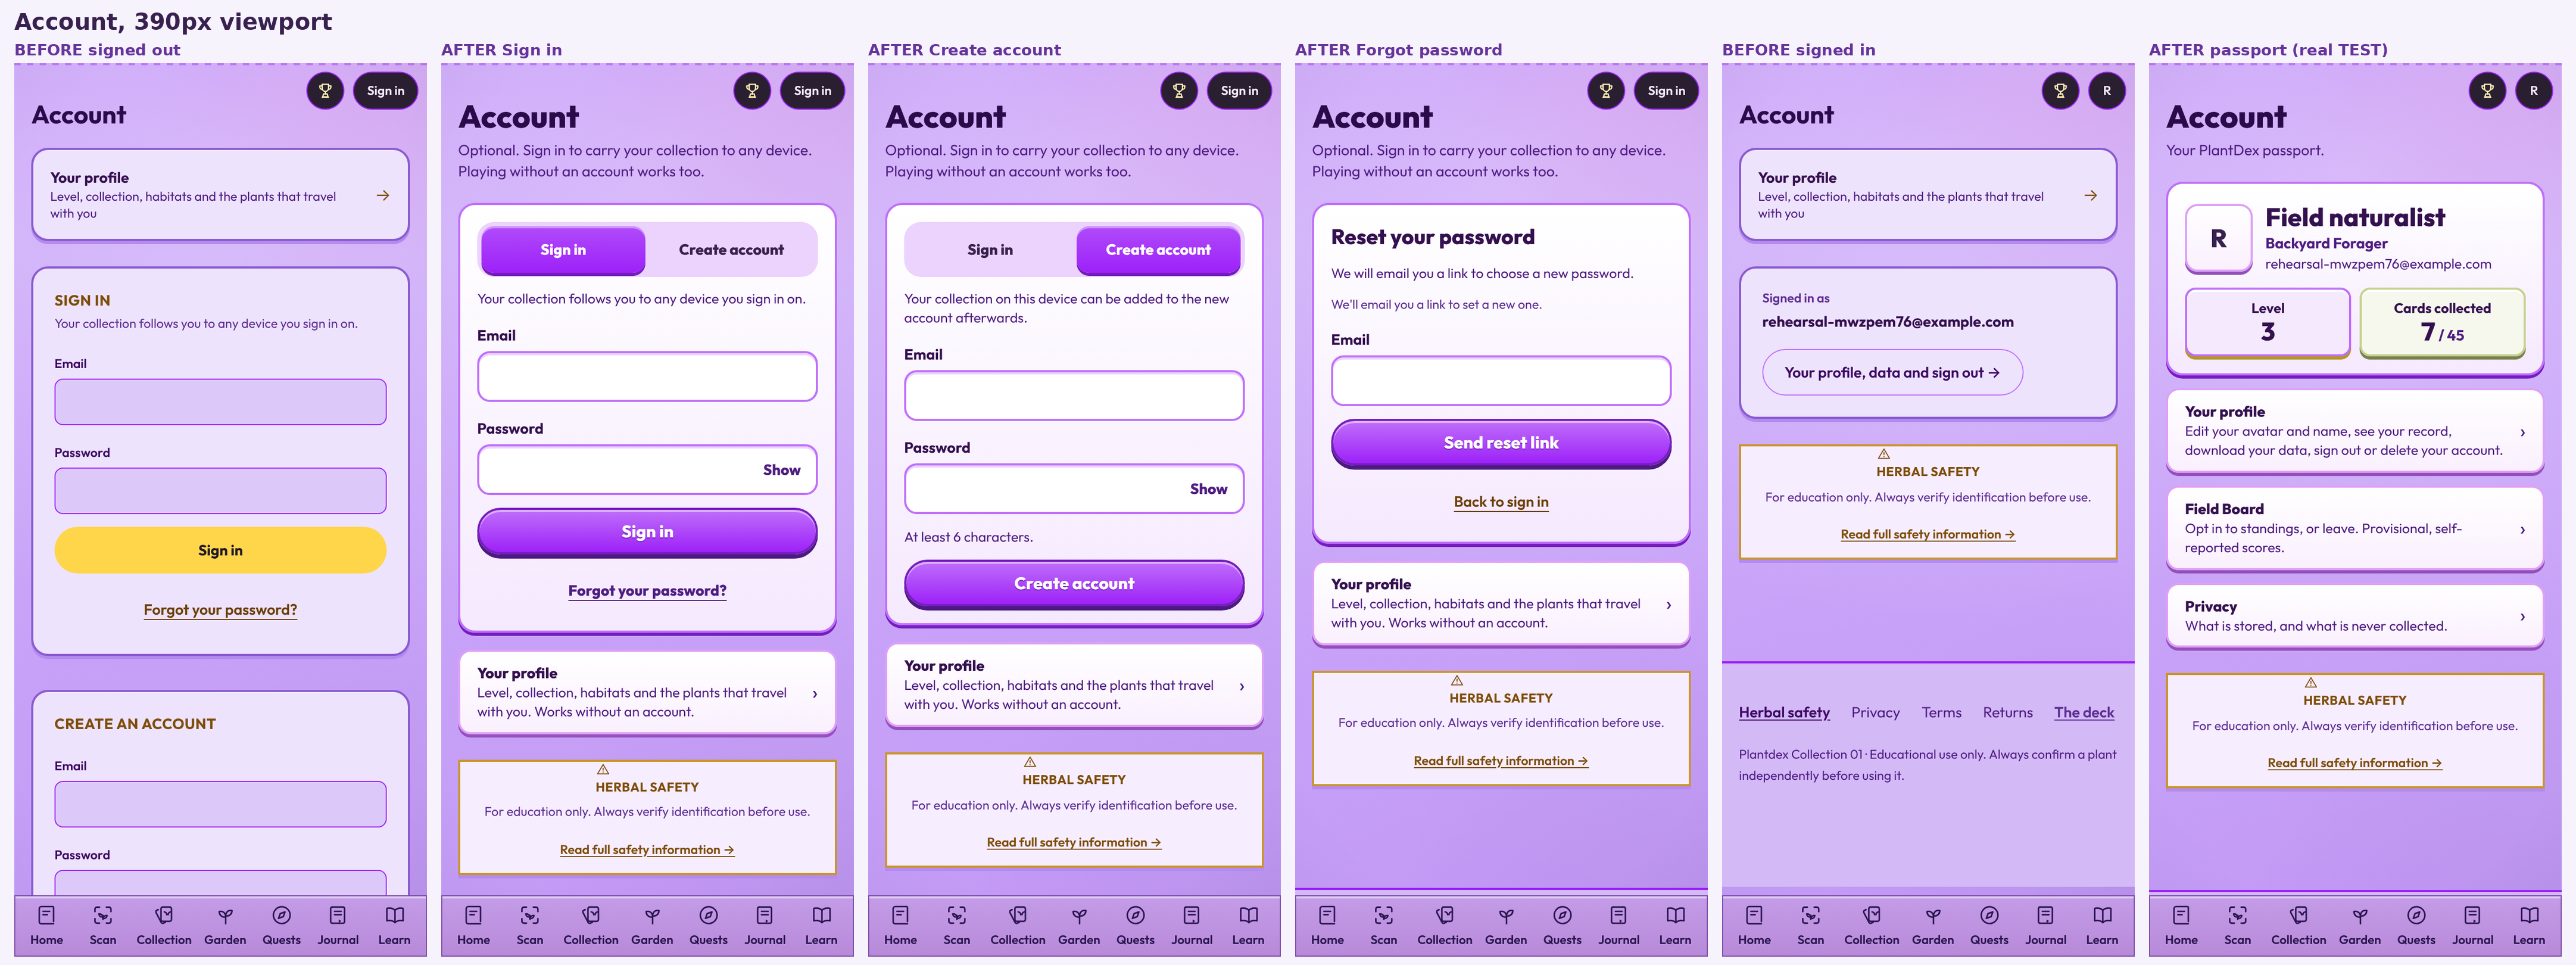 Account, 390px viewport
BEFORE signed out
Sign in
Account
Your profile
Level, collection, habitats and the plants that travel
with you
→
SIGN IN
Your collection follows you to any device you sign in on.
Email
Password
Sign in
Forgot your password?
CREATE AN ACCOUNT
Email
Password
Home Scan Collection Garden Quests Journal Learn
AFTER Sign in
Sign in
Account
Optional. Sign in to carry your collection to any device.
Playing without an account works too.
Sign in Create account
Your collection follows you to any device you sign in on.
Email
Password
Show
Sign in
Forgot your password?
Your profile
Level, collection, habitats and the plants that travel
with you. Works without an account.
›
HERBAL SAFETY
For education only. Always verify identification before use.
Read full safety information →
Home Scan Collection Garden Quests Journal Learn
AFTER Create account
Sign in
Account
Optional. Sign in to carry your collection to any device.
Playing without an account works too.
Sign in Create account
Your collection on this device can be added to the new
account afterwards.
Email
Password
Show
At least 6 characters.
Create account
Your profile
Level, collection, habitats and the plants that travel
with you. Works without an account.
›
HERBAL SAFETY
For education only. Always verify identification before use.
Read full safety information →
Home Scan Collection Garden Quests Journal Learn
AFTER Forgot password
Sign in
Account
Optional. Sign in to carry your collection to any device.
Playing without an account works too.
Reset your password
We will email you a link to choose a new password.
We'll email you a link to set a new one.
Email
Send reset link
Back to sign in
Your profile
Level, collection, habitats and the plants that travel
with you. Works without an account.
›
HERBAL SAFETY
For education only. Always verify identification before use.
Read full safety information →
Home Scan Collection Garden Quests Journal Learn
BEFORE signed in
R
Account
Your profile
Level, collection, habitats and the plants that travel
with you
→
Signed in as
rehearsal-mwzpem76@example.com
Your profile, data and sign out →
HERBAL SAFETY
For education only. Always verify identification before use.
Read full safety information →
Herbal safety Privacy Terms Returns The deck
Plantdex Collection 01 · Educational use only. Always confirm a plant
independently before using it.
Home Scan Collection Garden Quests Journal Learn
AFTER passport (real TEST)
R
Account
Your PlantDex passport.
R
Field naturalist
Backyard Forager
rehearsal-mwzpem76@example.com
Level
3
Cards collected
7 / 45
Your profile
Edit your avatar and name, see your record,
download your data, sign out or delete your account.
›
Field Board
Opt in to standings, or leave. Provisional, self-
reported scores.
›
Privacy
What is stored, and what is never collected.
›
HERBAL SAFETY
For education only. Always verify identification before use.
Read full safety information →
Home Scan Collection Garden Quests Journal Learn